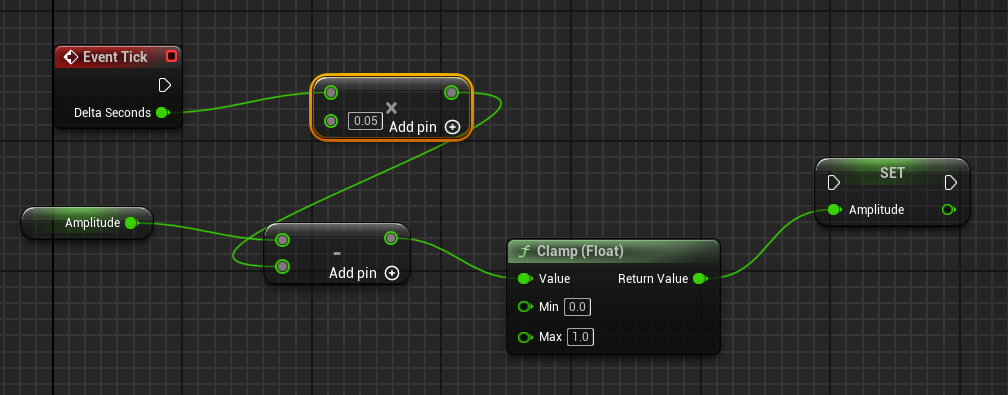 Event Tick
Delta Seconds
×
0.05
Add pin
SET
Amplitude
Amplitude
-
Add pin
Clamp (Float)
Value
Return Value
Min 0.0
Max 1.0